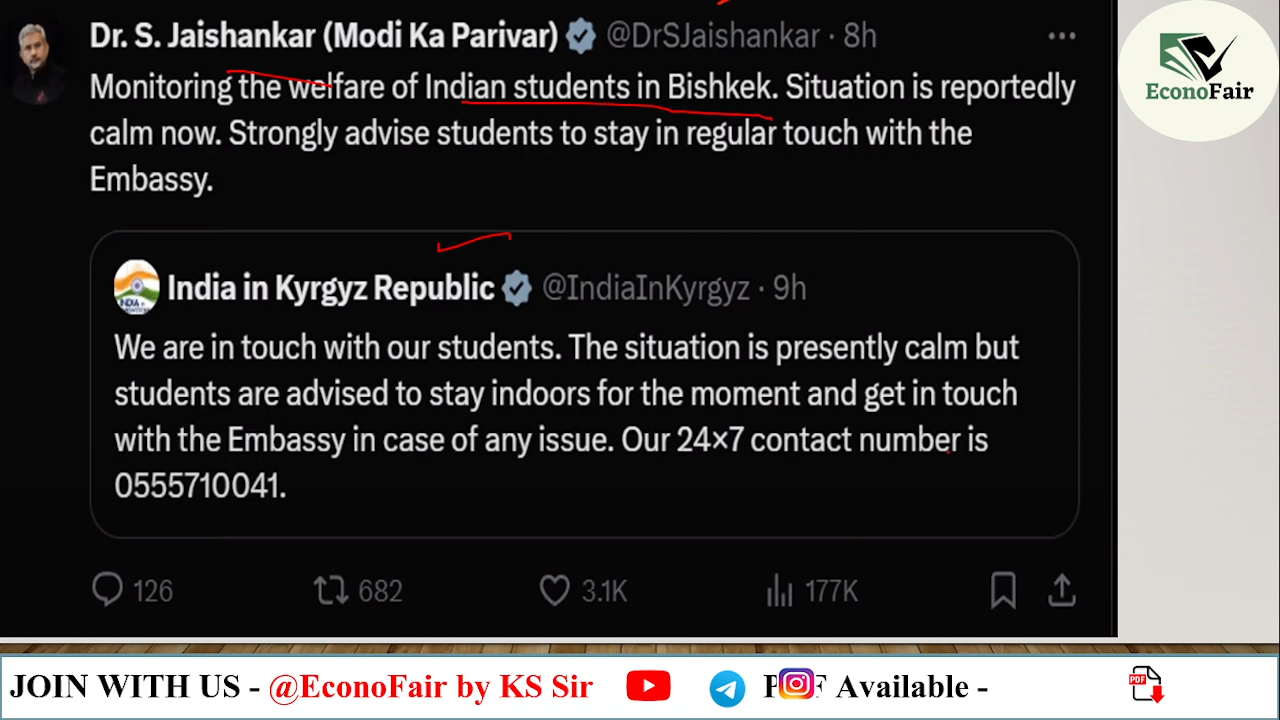 Dr. S. Jaishankar (Modi Ka Parivar) @DrSJaishankar · 8h
Monitoring the welfare of Indian students in Bishkek. Situation is reportedly
calm now. Strongly advise students to stay in regular touch with the
Embassy.
India in Kyrgyz Republic @IndiaInKyrgyz · 9h
We are in touch with our students. The situation is presently calm but
students are advised to stay indoors for the moment and get in touch
with the Embassy in case of any issue. Our 24×7 contact number is
0555710041.
126 682 3.1K 177K
EconoFair
JOIN WITH US - @EconoFair by KS Sir Available -
PDF